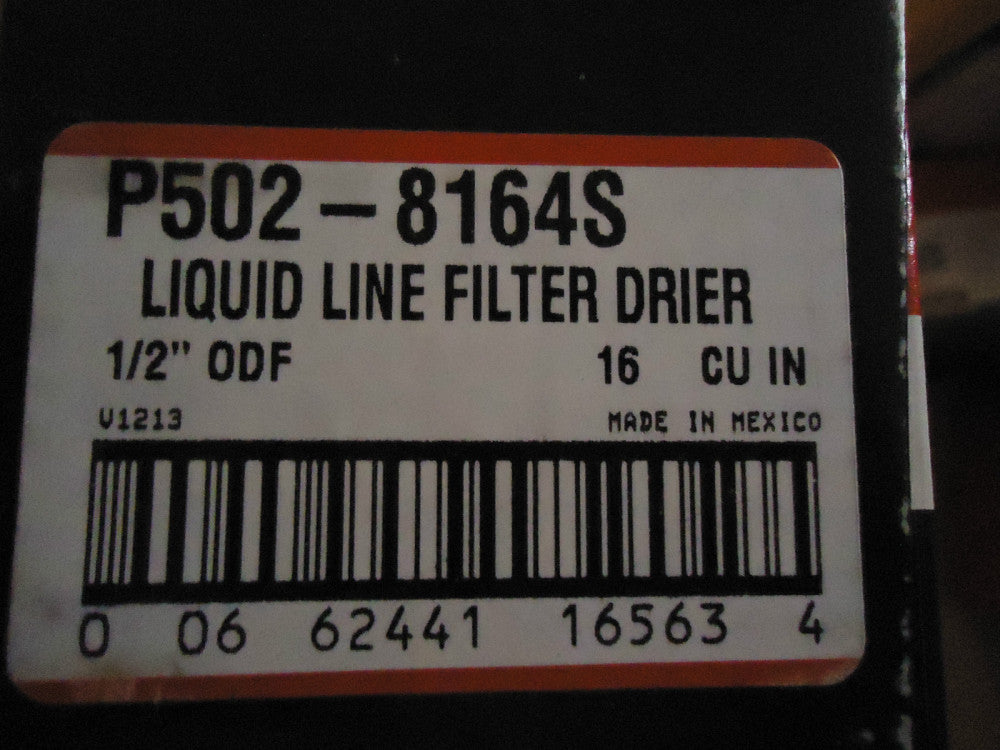 P502-8164S
LIQUID LINE FILTER DRIER
1/2" ODF 16 CU IN
V1213 MADE IN MEXICO
0 06 62441 16563 4